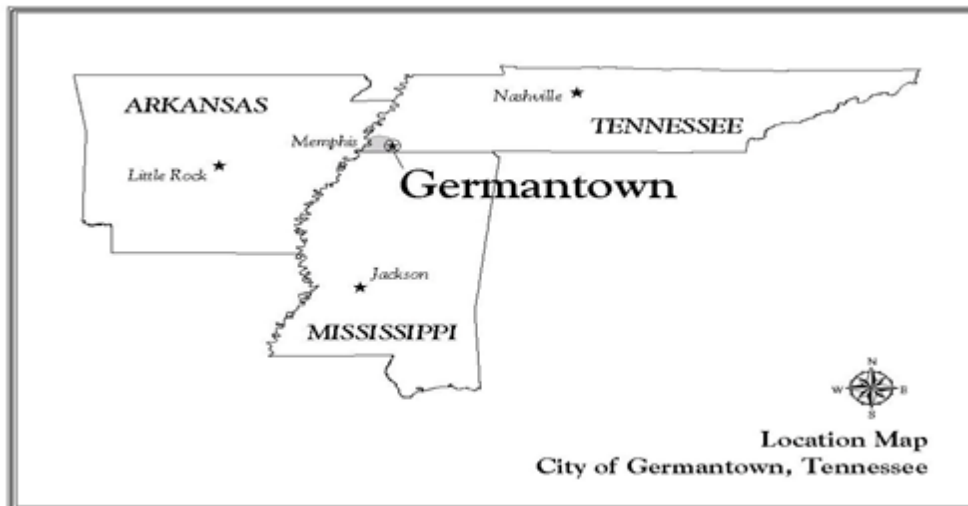 ARKANSAS
Nashville
TENNESSEE
Memphis
Little Rock
Germantown
Jackson
MISSISSIPPI
N
W E
S
Location Map
City of Germantown, Tennessee